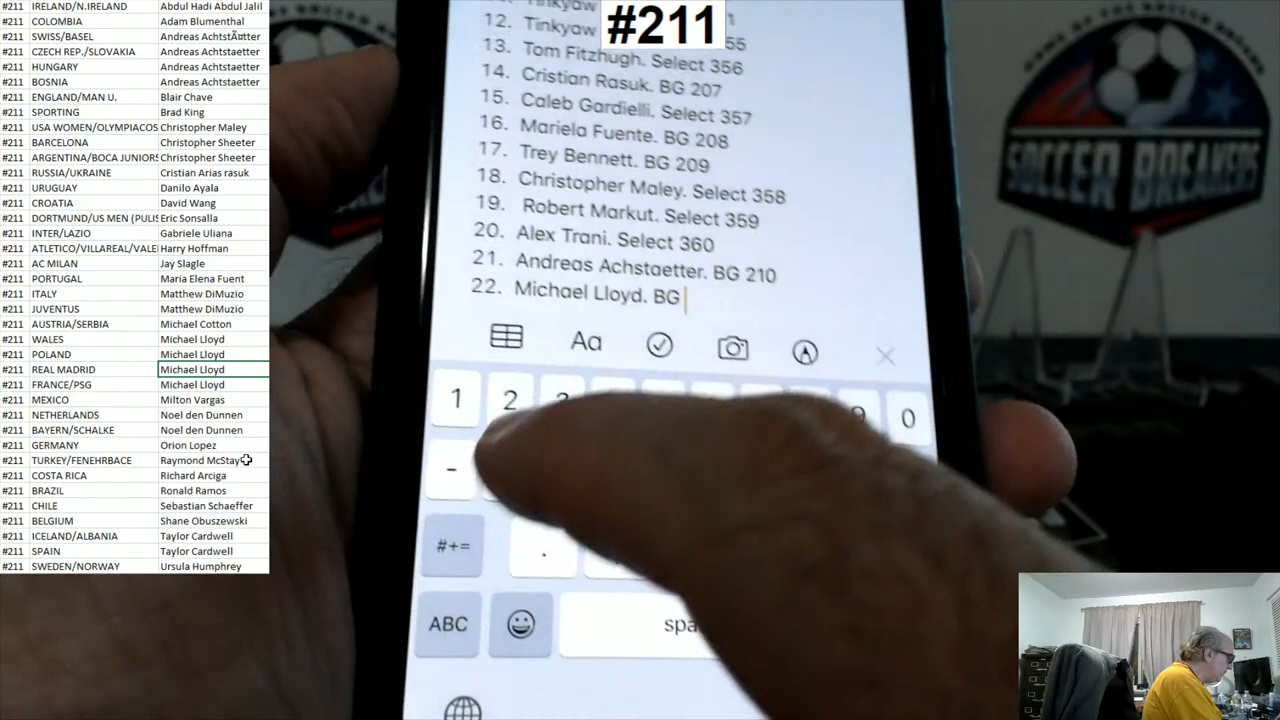 #211 IRELAND/N.IRELAND Abdul Hadi Abdul Jalil
#211 COLOMBIA Adam Blumenthal
#211 SWISS/BASEL Andreas AchstÃ¤tter
#211 CZECH REP./SLOVAKIA Andreas Achtstaetter
#211 HUNGARY Andreas Achtstaetter
#211 BOSNIA Andreas Achtstaetter
#211 ENGLAND/MAN U. Blair Chave
#211 SPORTING Brad King
#211 USA WOMEN/OLYMPIACOS Christopher Maley
#211 BARCELONA Christopher Sheeter
#211 ARGENTINA/BOCA JUNIORS Christopher Sheeter
#211 RUSSIA/UKRAINE Cristian Arias rasuk
#211 URUGUAY Danilo Ayala
#211 CROATIA David Wang
#211 DORTMUND/US MEN (PULIS Eric Sonsalla
#211 INTER/LAZIO Gabriele Uliana
#211 ATLETICO/VILLAREAL/VALE Harry Hoffman
#211 AC MILAN Jay Slagle
#211 PORTUGAL Maria Elena Fuent
#211 ITALY Matthew DiMuzio
#211 JUVENTUS Matthew DiMuzio
#211 AUSTRIA/SERBIA Michael Cotton
#211 WALES Michael Lloyd
#211 POLAND Michael Lloyd
#211 REAL MADRID Michael Lloyd
#211 FRANCE/PSG Michael Lloyd
#211 MEXICO Milton Vargas
#211 NETHERLANDS Noel den Dunnen
#211 BAYERN/SCHALKE Noel den Dunnen
#211 GERMANY Orion Lopez
#211 TURKEY/FENEHRBACE Raymond McStay
#211 COSTA RICA Richard Arciga
#211 BRAZIL Ronald Ramos
#211 CHILE Sebastian Schaeffer
#211 BELGIUM Shane Obuszewski
#211 ICELAND/ALBANIA Taylor Cardwell
#211 SPAIN Taylor Cardwell
#211 SWEDEN/NORWAY Ursula Humphrey
#211
12. Tinkyaw 55
13. Tom Fitzhugh. Select 356
14. Cristian Rasuk. BG 207
15. Caleb Gardielli. Select 357
16. Mariela Fuente. BG 208
17. Trey Bennett. BG 209
18. Christopher Maley. Select 358
19. Robert Markut. Select 359
20. Alex Trani. Select 360
21. Andreas Achstaetter. BG 210
22. Michael Lloyd. BG
Aa
1 2 9 0
-
#+= .
ABC spa
SOCCER BREAKERS